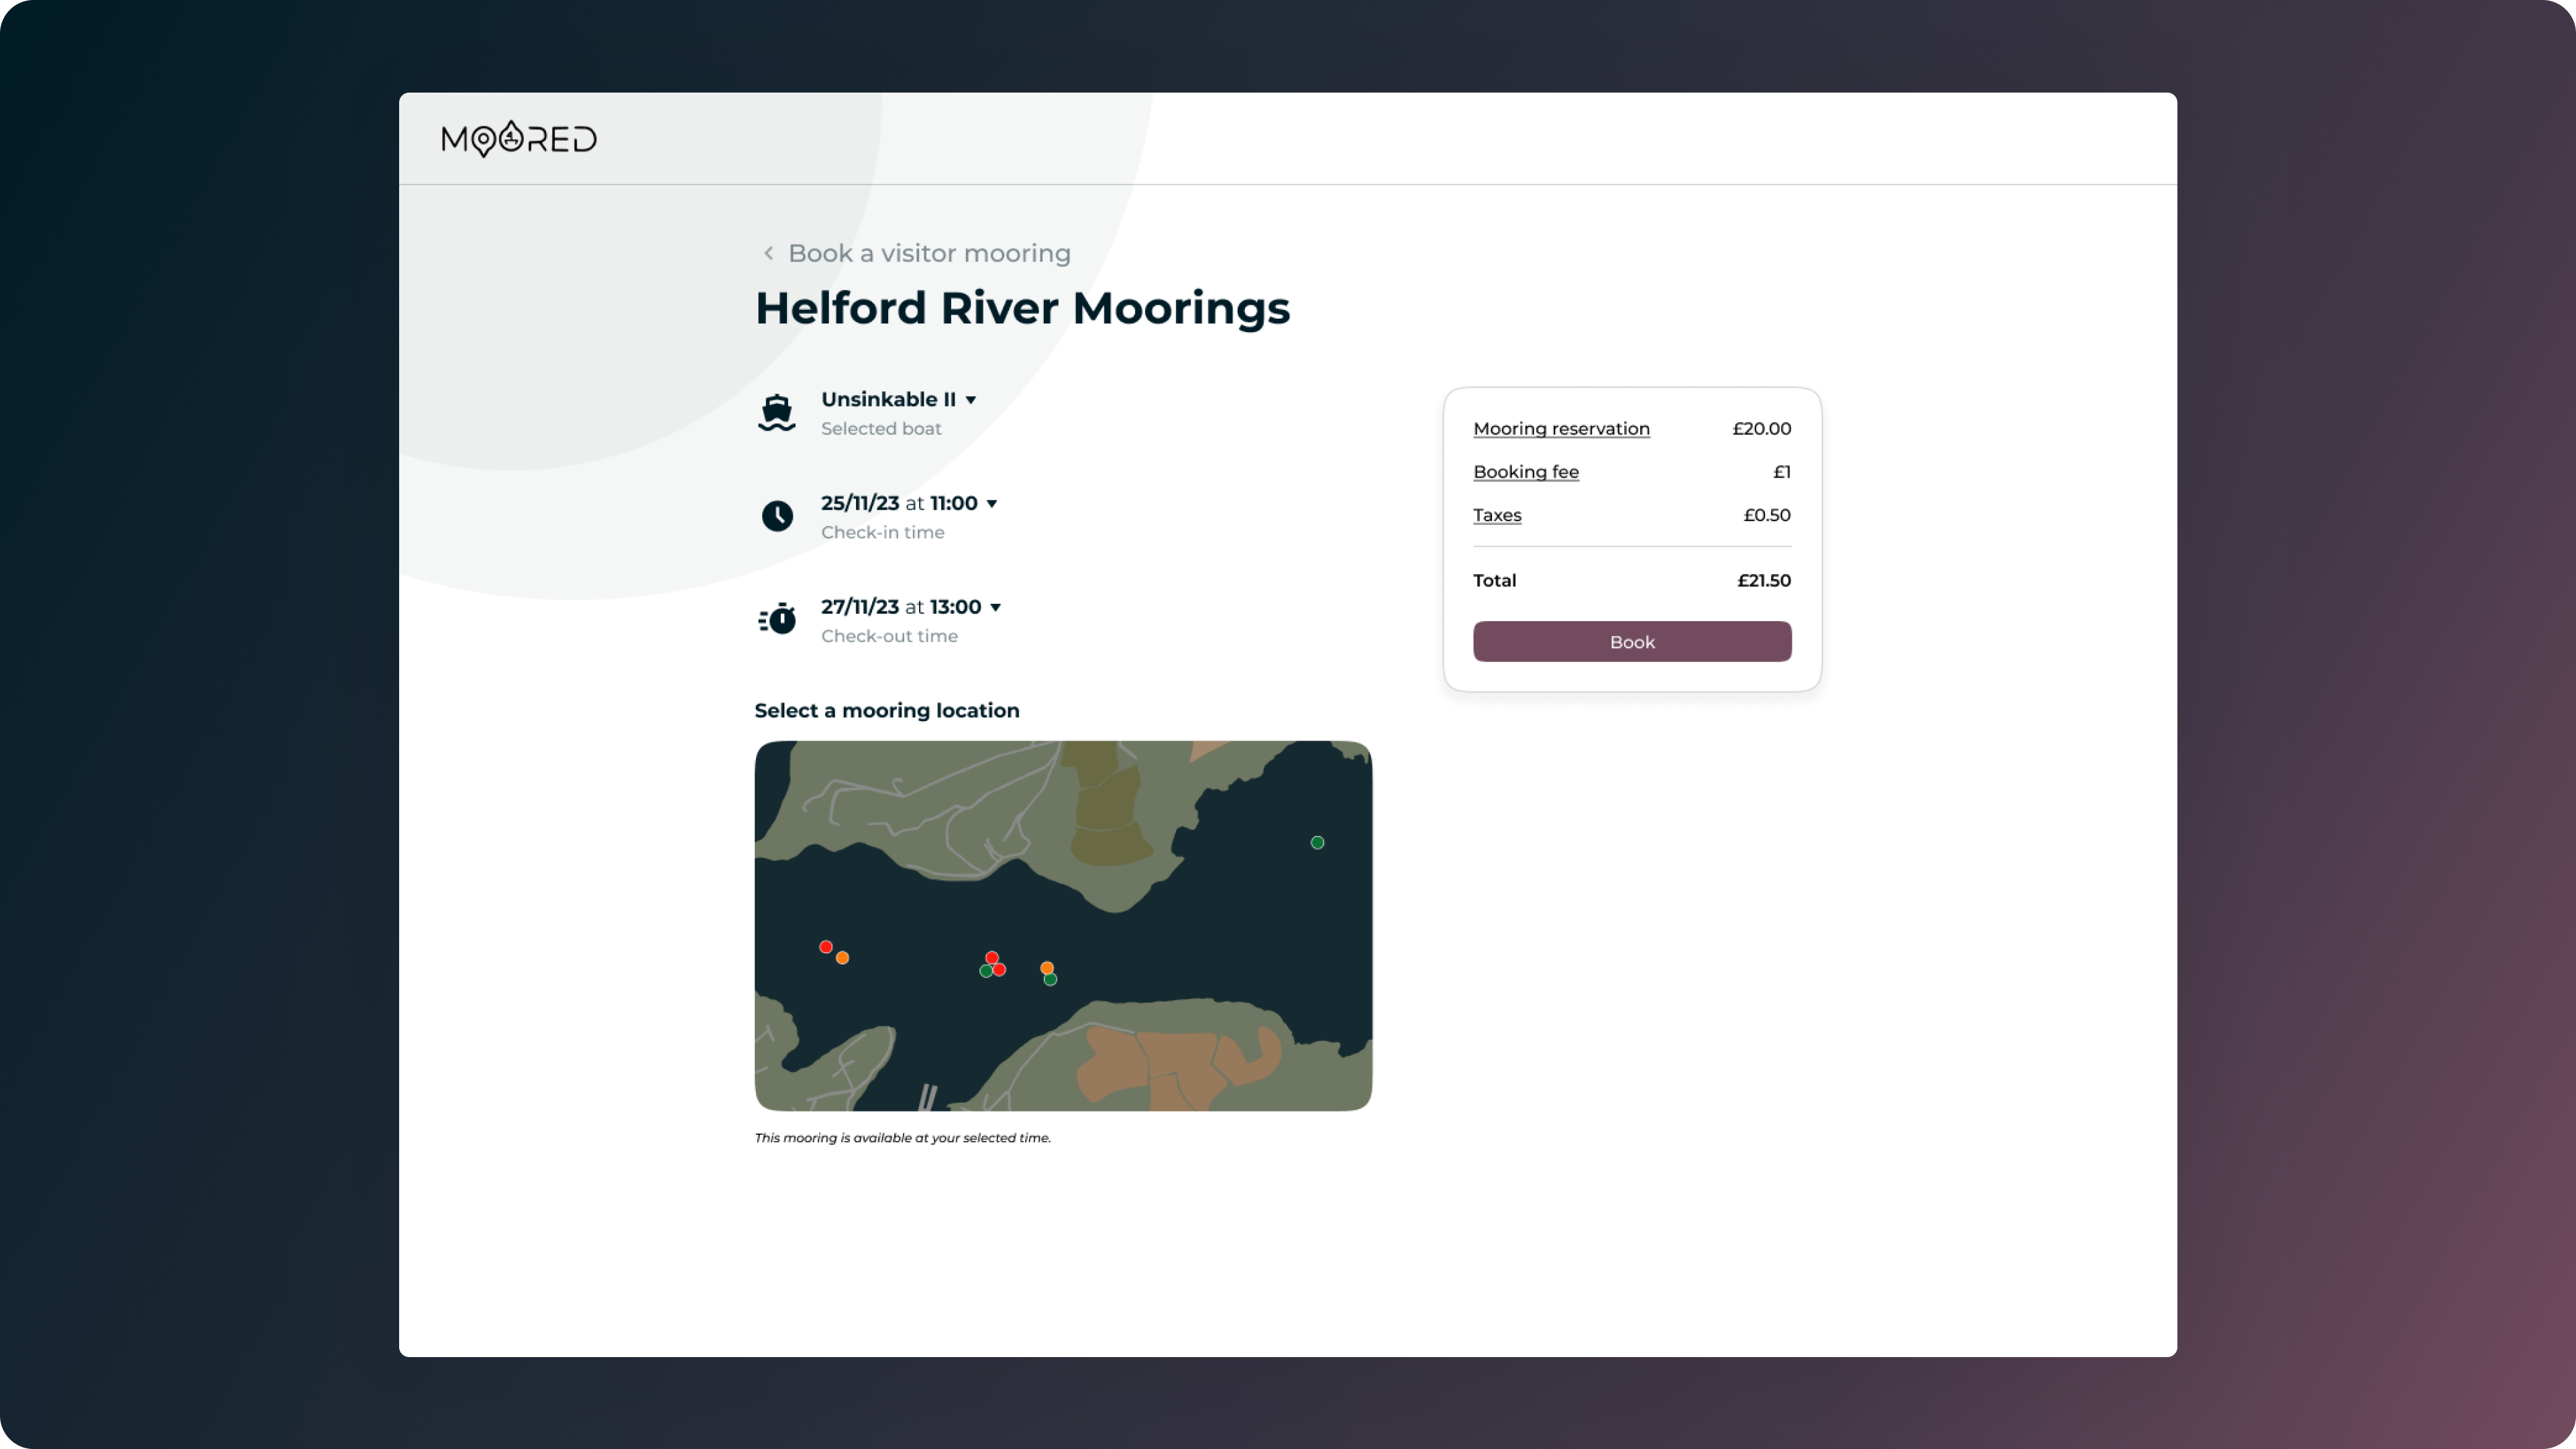 MOORED
Book a visitor mooring
Helford River Moorings
Unsinkable II
Selected boat
25/11/23 at 11:00
Check-in time
27/11/23 at 13:00
Check-out time
Mooring reservation £20.00
Booking fee £1
Taxes £0.50
Total £21.50
Book
Select a mooring location
This mooring is available at your selected time.